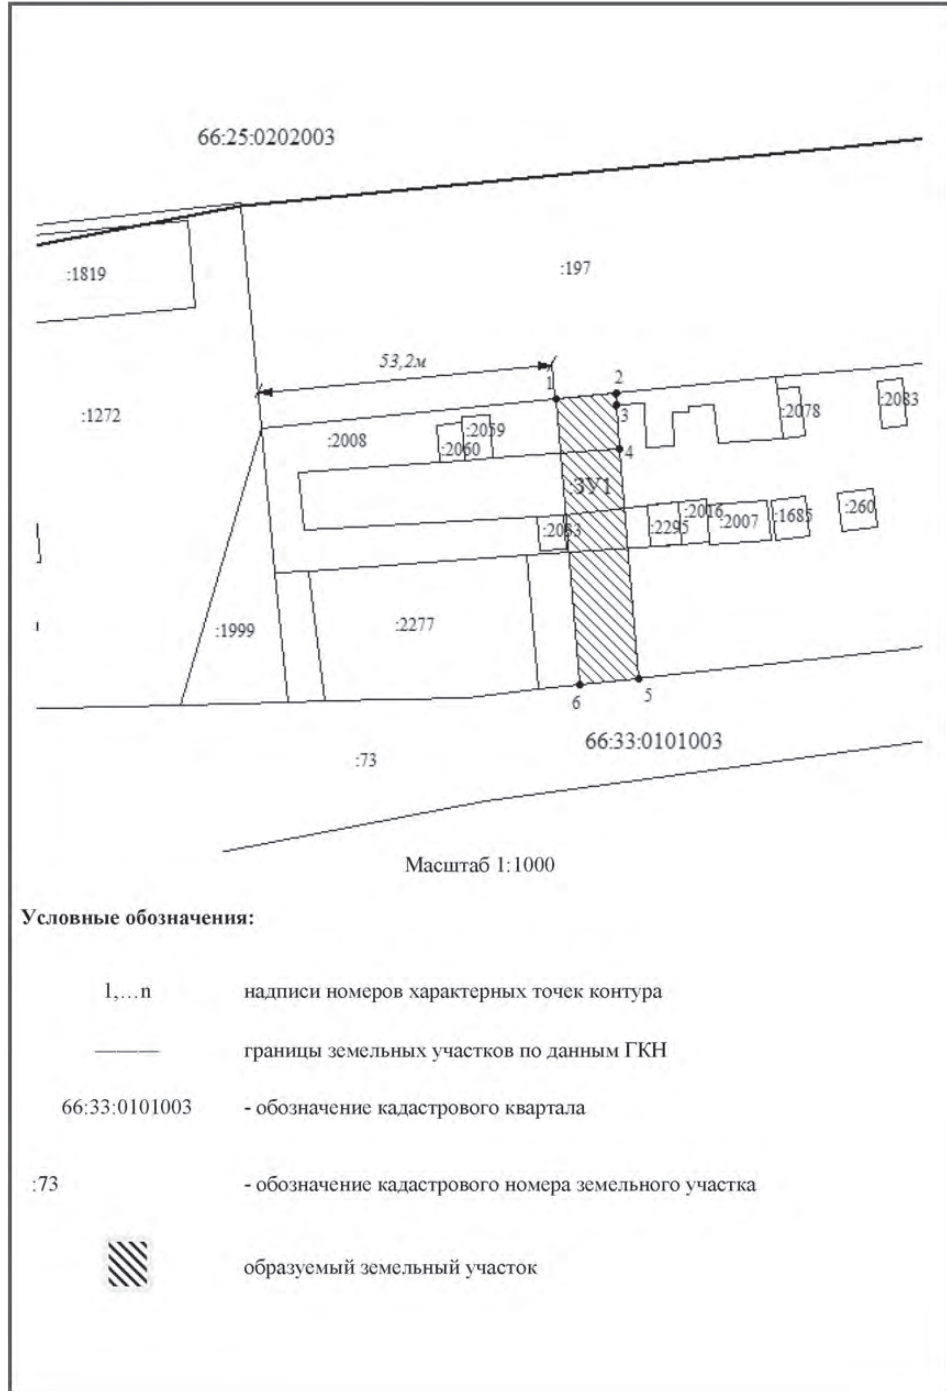 66:25:0202003
:1819
:197
53,2м
1
2
3
4
:1272
:2008
:2059
:2060
:2078
:2083
:ЗУ1
:2033
:2295
:2016
:2007
:1685
:260
:1999
:2277
6
5
66:33:0101003
:73
Масштаб 1:1000
Условные обозначения:
1,…n надписи номеров характерных точек контура
границы земельных участков по данным ГКН
66:33:0101003 - обозначение кадастрового квартала
:73 - обозначение кадастрового номера земельного участка
образуемый земельный участок